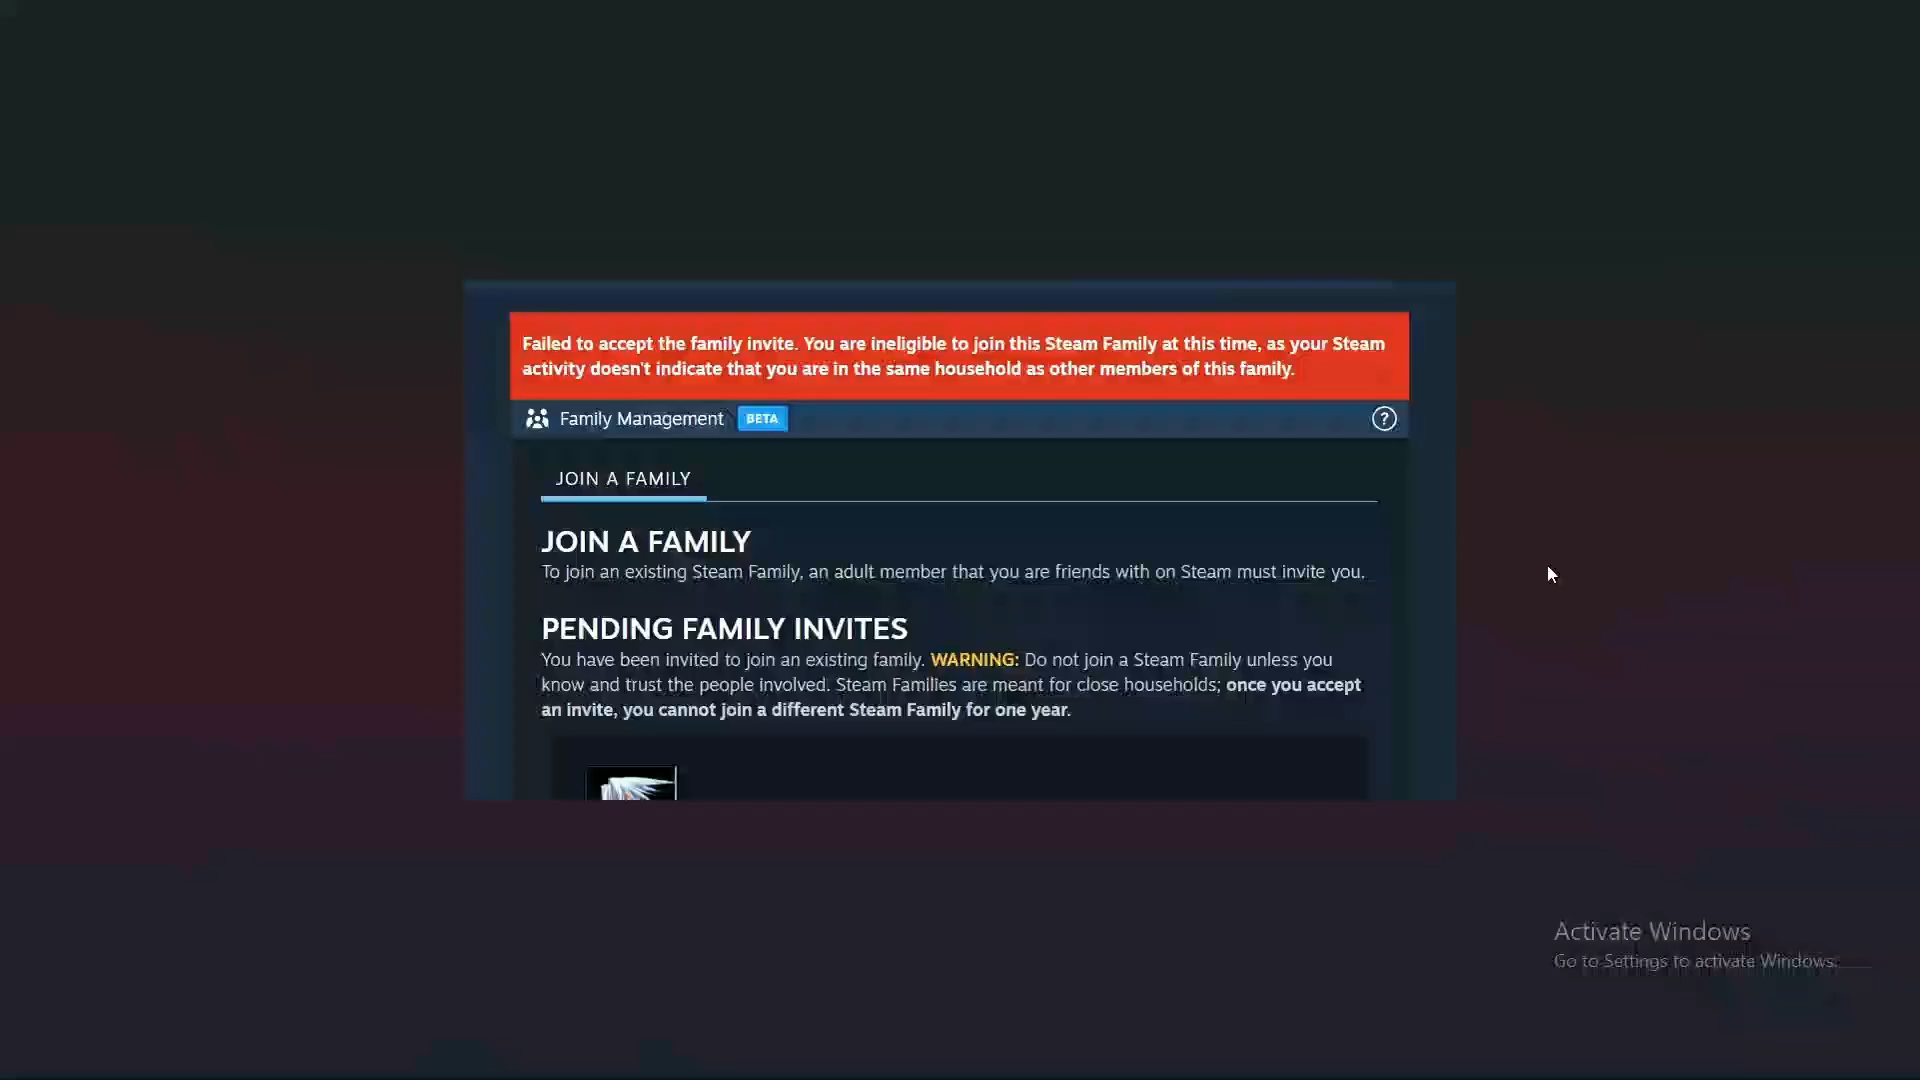 Failed to accept the family invite. You are ineligible to join this Steam Family at this time, as your Steam
activity doesn't indicate that you are in the same household as other members of this family.
Family Management BETA ?
JOIN A FAMILY
JOIN A FAMILY
To join an existing Steam Family, an adult member that you are friends with on Steam must invite you.
PENDING FAMILY INVITES
You have been invited to join an existing family. WARNING: Do not join a Steam Family unless you
know and trust the people involved. Steam Families are meant for close households; once you accept
an invite, you cannot join a different Steam Family for one year.
Activate Windows
Go to Settings to activate Windows.